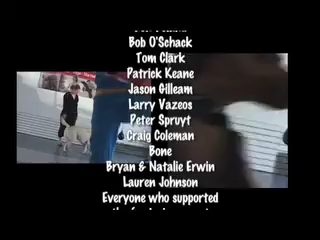 Bob O'Schack
Tom Clark
Patrick Keane
Jason Gilleam
Larry Vazeos
Peter Spruyt
Craig Coleman
Bone
Bryan & Natalie Erwin
Lauren Johnson
Everyone who supported